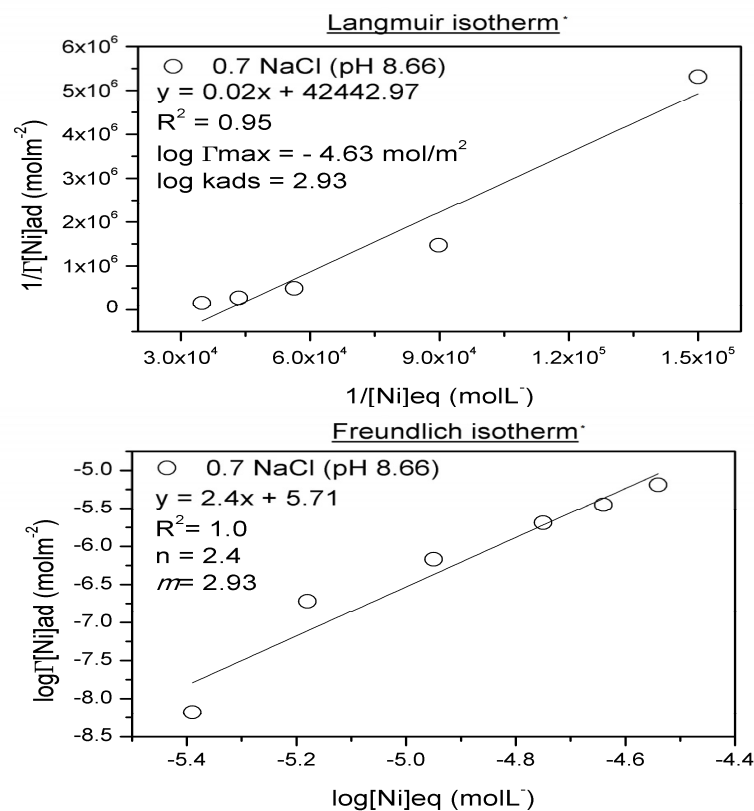 Langmuir isotherm*
6x10⁶
5x10⁶
4x10⁶
3x10⁶
2x10⁶
1x10⁶
0
1/Γ[Ni]ad (molm⁻²)
0.7 NaCl (pH 8.66)
y = 0.02x + 42442.97
R² = 0.95
log Γmax = - 4.63 mol/m²
log kads = 2.93
3.0x10⁴ 6.0x10⁴ 9.0x10⁴ 1.2x10⁵ 1.5x10⁵
1/[Ni]eq (molL⁻)
Freundlich isotherm*
-5.0
-5.5
-6.0
-6.5
-7.0
-7.5
-8.0
-8.5
logΓ[Ni]ad (molm⁻²)
0.7 NaCl (pH 8.66)
y = 2.4x + 5.71
R²= 1.0
n = 2.4
m= 2.93
-5.4 -5.2 -5.0 -4.8 -4.6 -4.4
log[Ni]eq (molL⁻)